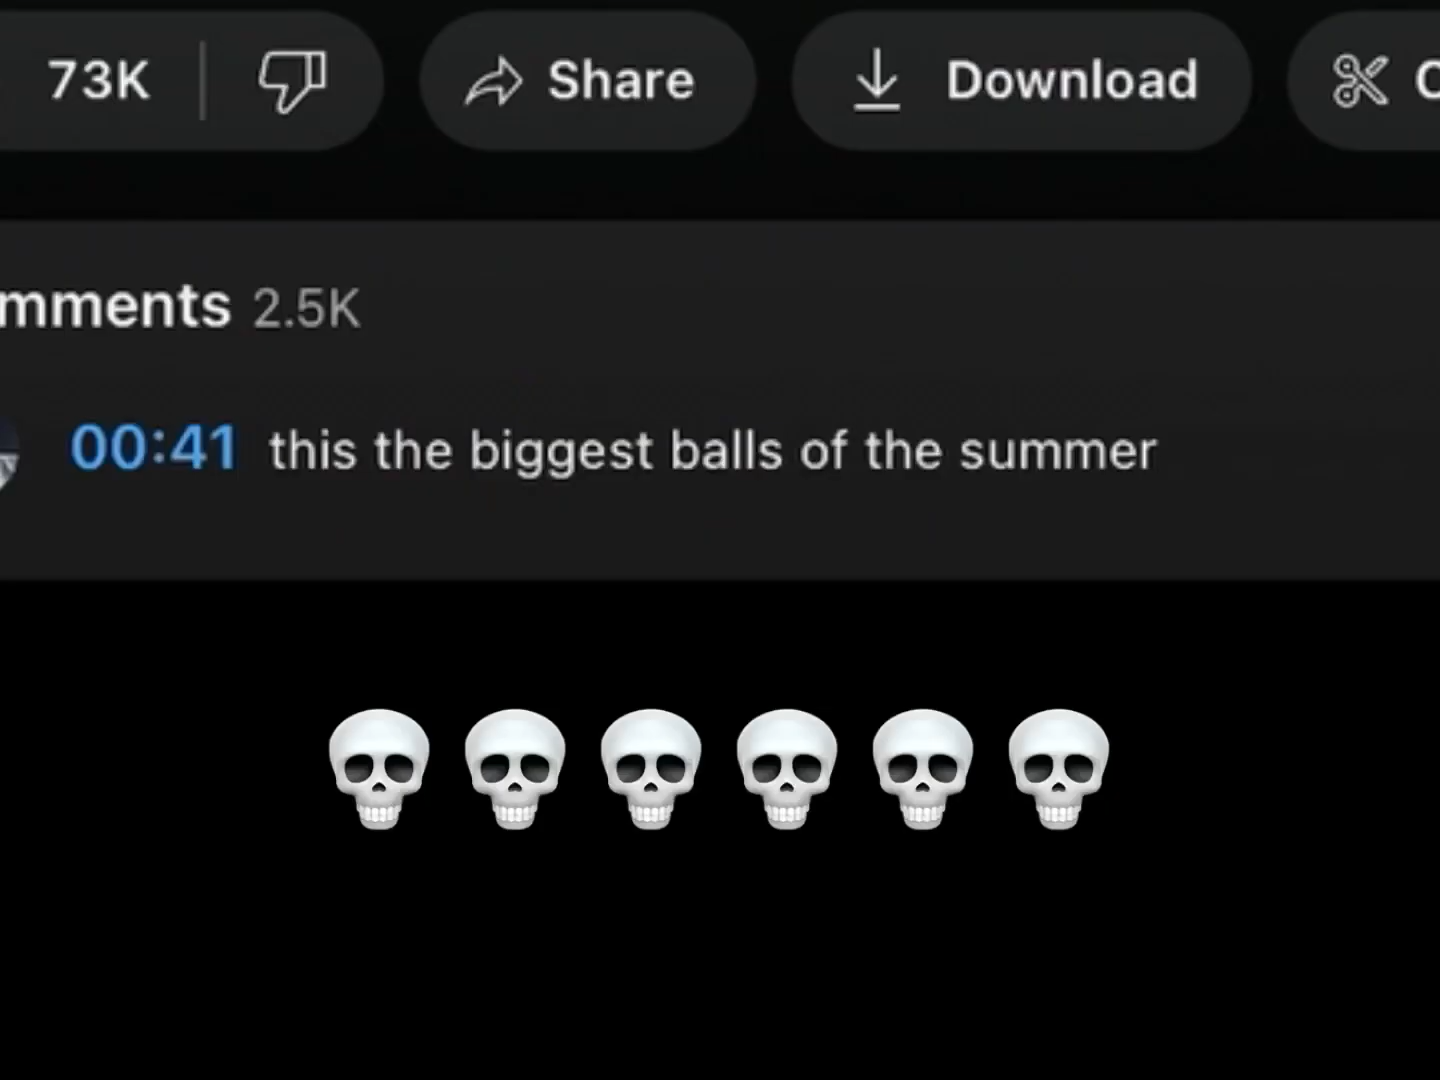 73K Share Download
mments 2.5K
00:41 this the biggest balls of the summer
💀💀💀💀💀💀